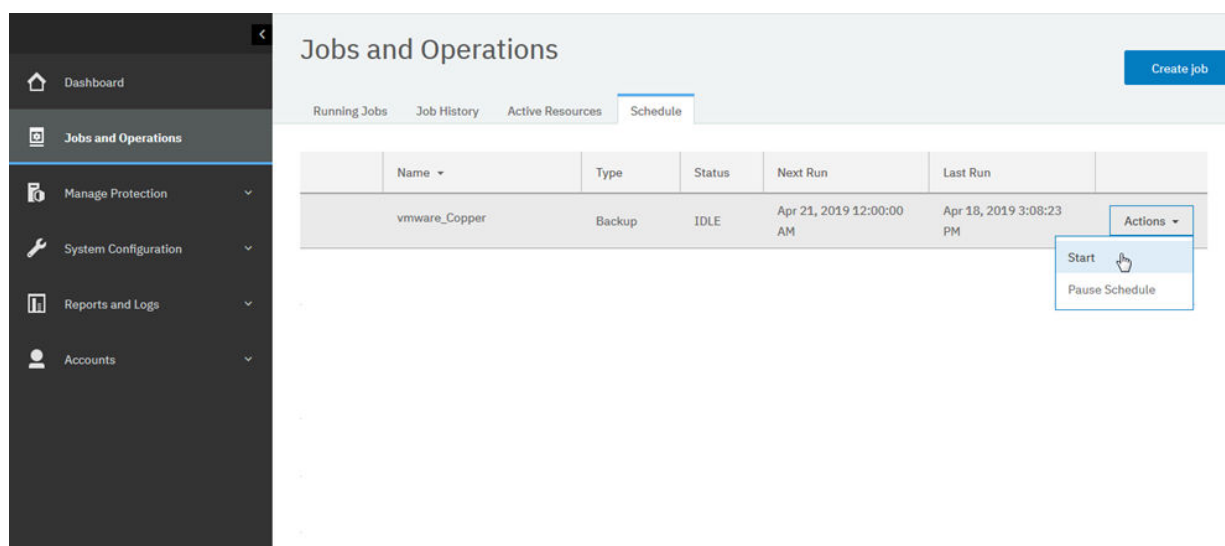 Jobs and Operations
Create job
Dashboard
Running Jobs Job History Active Resources Schedule
Jobs and Operations
Name Type Status Next Run Last Run
Manage Protection
vmware_Copper Backup IDLE Apr 21, 2019 12:00:00 Apr 18, 2019 3:08:23 Actions
AM PM
System Configuration
Start
Pause Schedule
Reports and Logs
Accounts